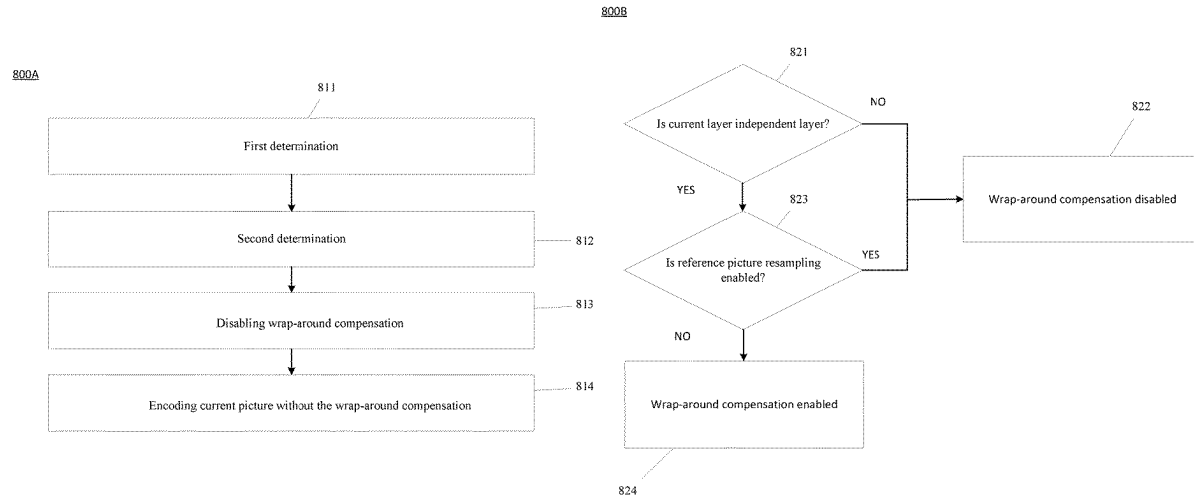 800A
811
First determination
Second determination
812
Disabling wrap-around compensation
813
Encoding current picture without the wrap-around compensation
814
800B
821
Is current layer independent layer?
NO
822
Wrap-around compensation disabled
YES
823
Is reference picture resampling
enabled?
YES
NO
Wrap-around compensation enabled
824